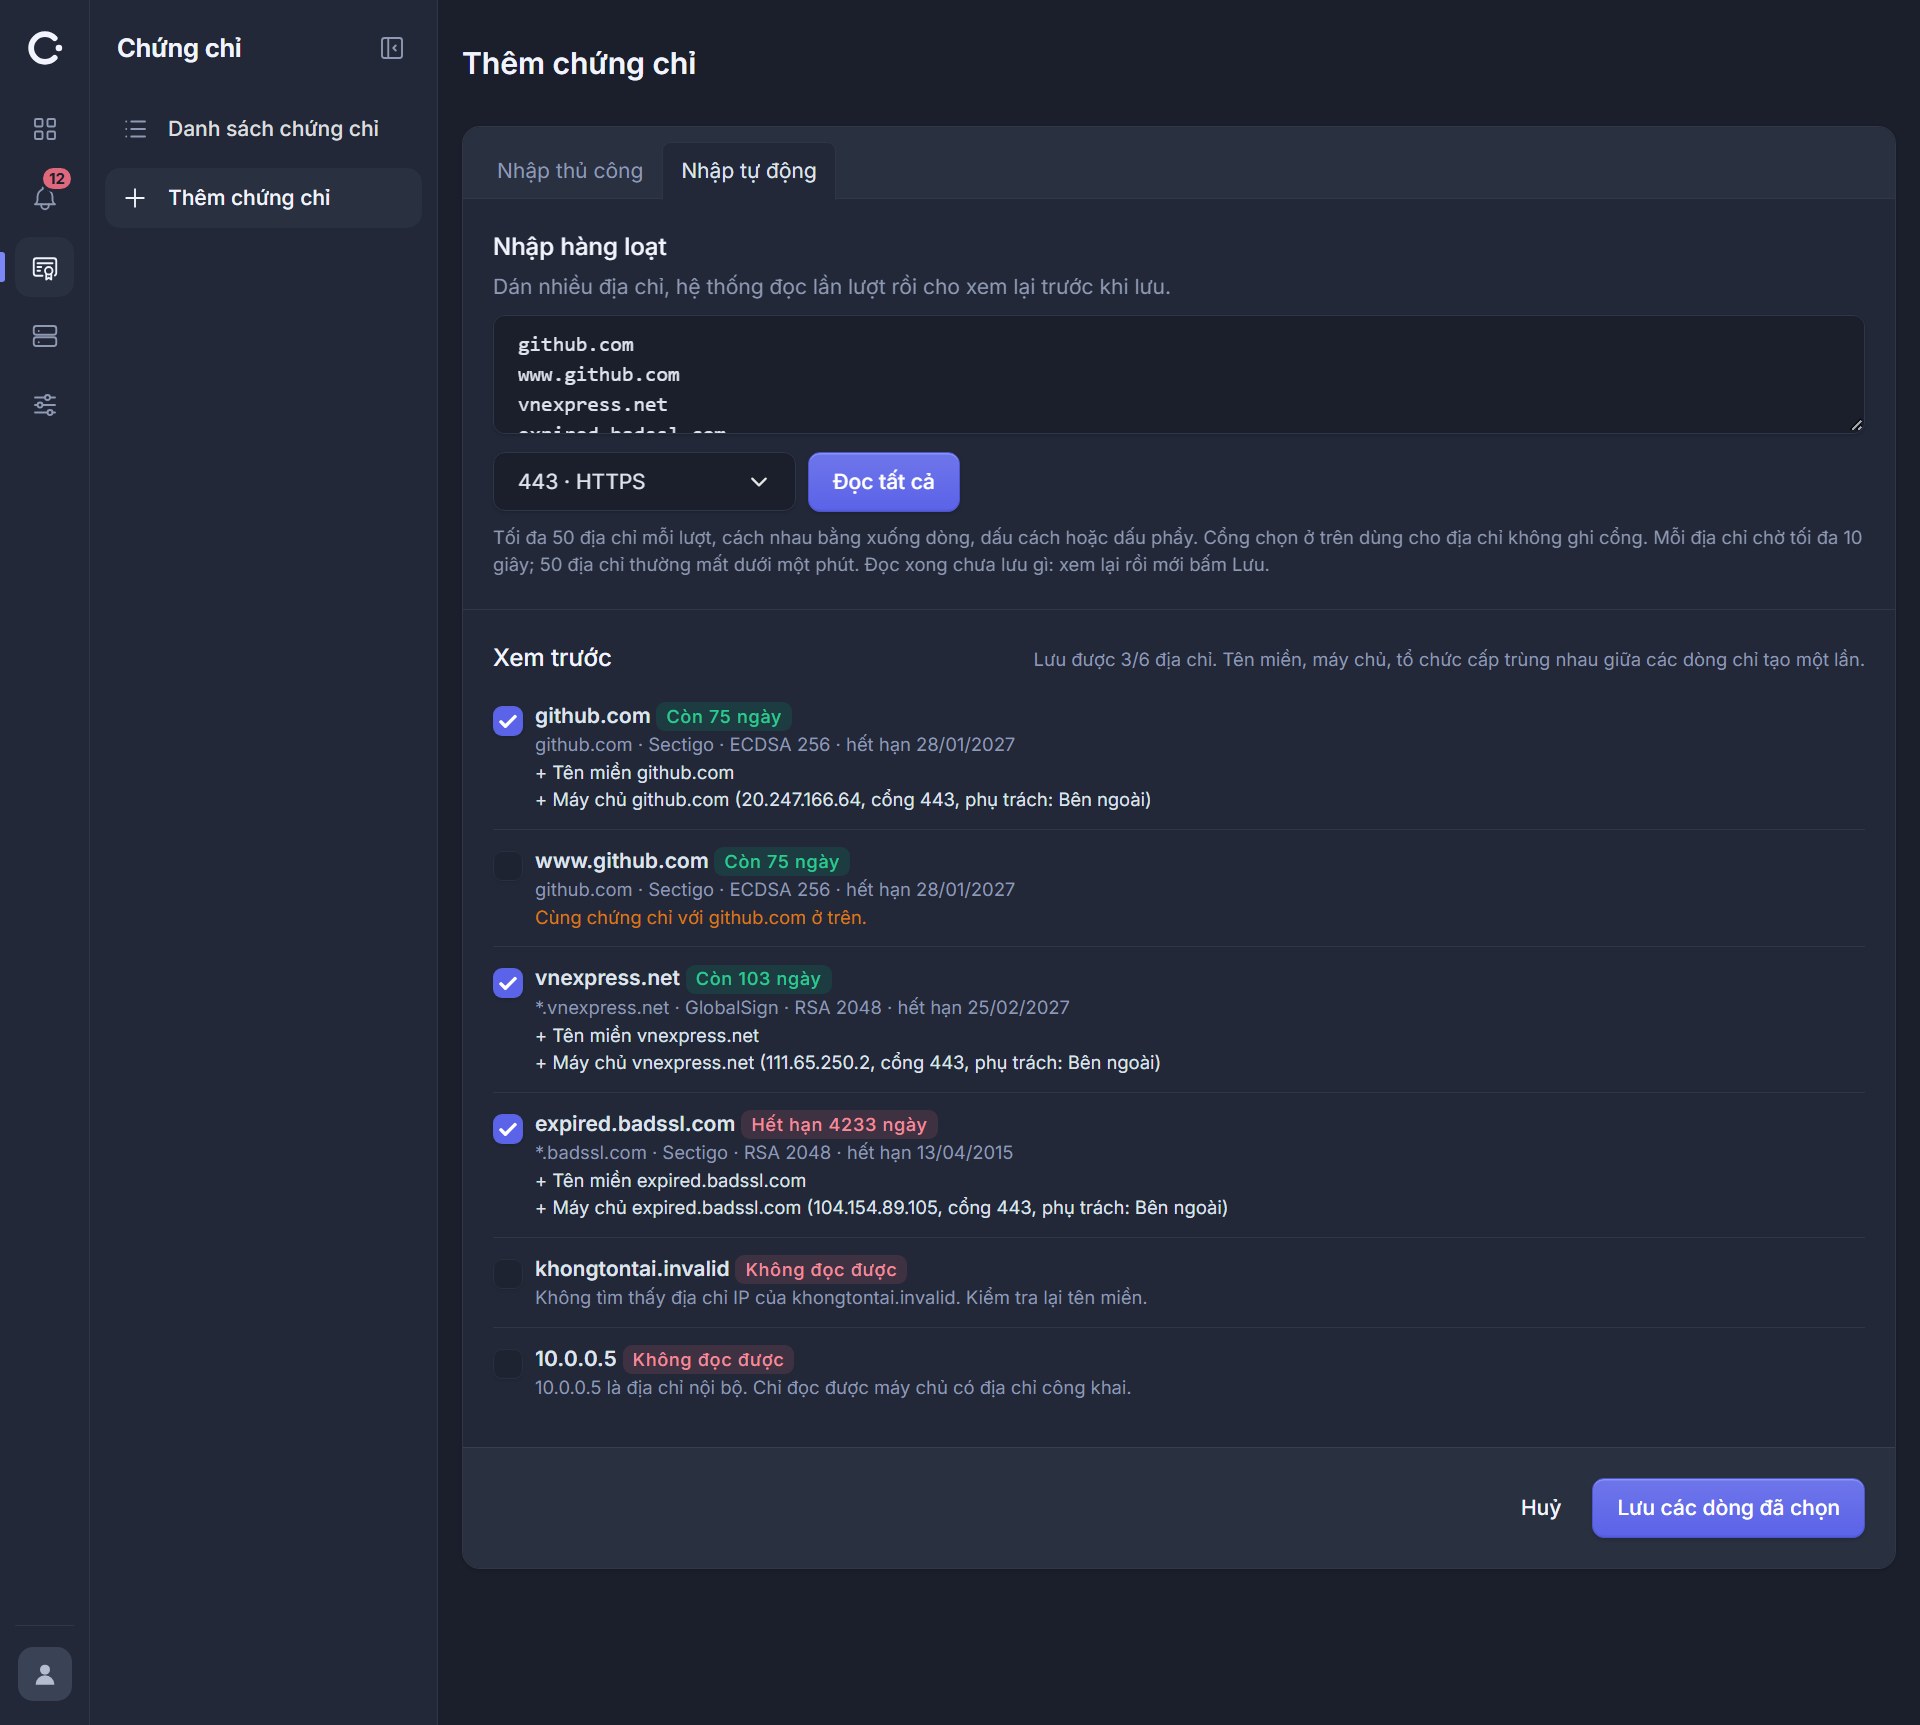 Chứng chỉ
Danh sách chứng chỉ
12
Thêm chứng chỉ
Thêm chứng chỉ
Nhập thủ công
Nhập tự động
Nhập hàng loạt
Dán nhiều địa chỉ, hệ thống đọc lần lượt rồi cho xem lại trước khi lưu.
github.com
www.github.com
vnexpress.net
expired.badssl.com
443 · HTTPS
Đọc tất cả
Tối đa 50 địa chỉ mỗi lượt, cách nhau bằng xuống dòng, dấu cách hoặc dấu phẩy. Cổng chọn ở trên dùng cho địa chỉ không ghi cổng. Mỗi địa chỉ chờ tối đa 10
giây; 50 địa chỉ thường mất dưới một phút. Đọc xong chưa lưu gì: xem lại rồi mới bấm Lưu.
Xem trước
Lưu được 3/6 địa chỉ. Tên miền, máy chủ, tổ chức cấp trùng nhau giữa các dòng chỉ tạo một lần.
github.com Còn 75 ngày
github.com · Sectigo · ECDSA 256 · hết hạn 28/01/2027
+ Tên miền github.com
+ Máy chủ github.com (20.247.166.64, cổng 443, phụ trách: Bên ngoài)
www.github.com Còn 75 ngày
github.com · Sectigo · ECDSA 256 · hết hạn 28/01/2027
Cùng chứng chỉ với github.com ở trên.
vnexpress.net Còn 103 ngày
*.vnexpress.net · GlobalSign · RSA 2048 · hết hạn 25/02/2027
+ Tên miền vnexpress.net
+ Máy chủ vnexpress.net (111.65.250.2, cổng 443, phụ trách: Bên ngoài)
expired.badssl.com Hết hạn 4233 ngày
*.badssl.com · Sectigo · RSA 2048 · hết hạn 13/04/2015
+ Tên miền expired.badssl.com
+ Máy chủ expired.badssl.com (104.154.89.105, cổng 443, phụ trách: Bên ngoài)
khongtontai.invalid Không đọc được
Không tìm thấy địa chỉ IP của khongtontai.invalid. Kiểm tra lại tên miền.
10.0.0.5 Không đọc được
10.0.0.5 là địa chỉ nội bộ. Chỉ đọc được máy chủ có địa chỉ công khai.
Huỷ
Lưu các dòng đã chọn